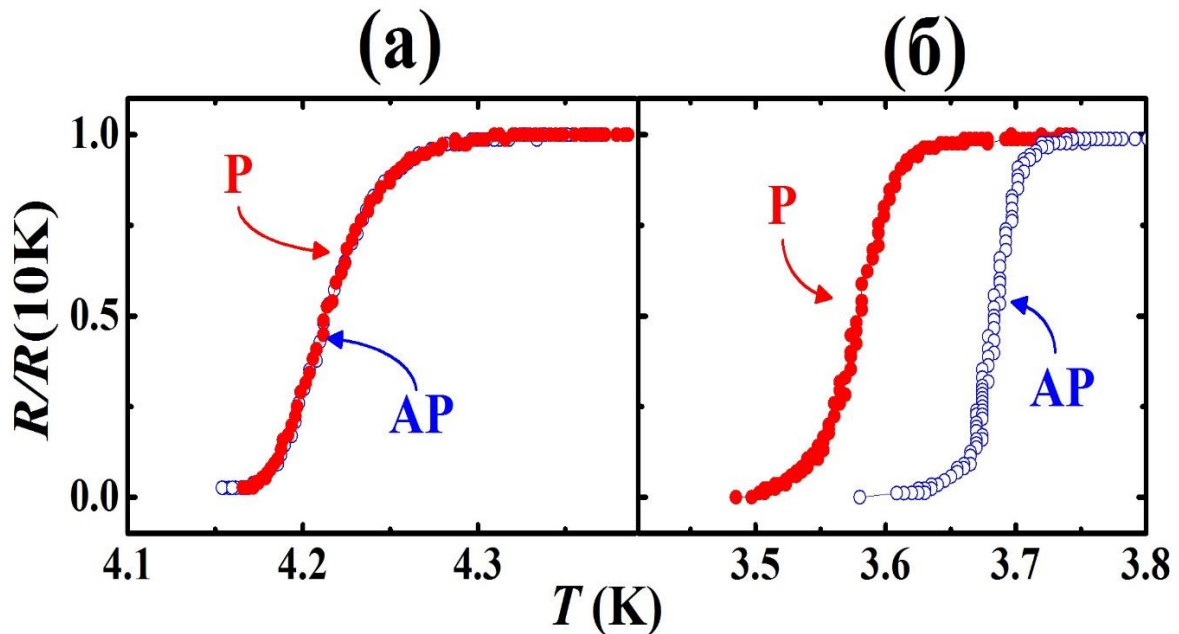 (а) (б)
R/R(10K)
1.0
0.5
0.0
P
AP
P
AP
4.1 4.2 4.3 3.5 3.6 3.7 3.8
T (K)